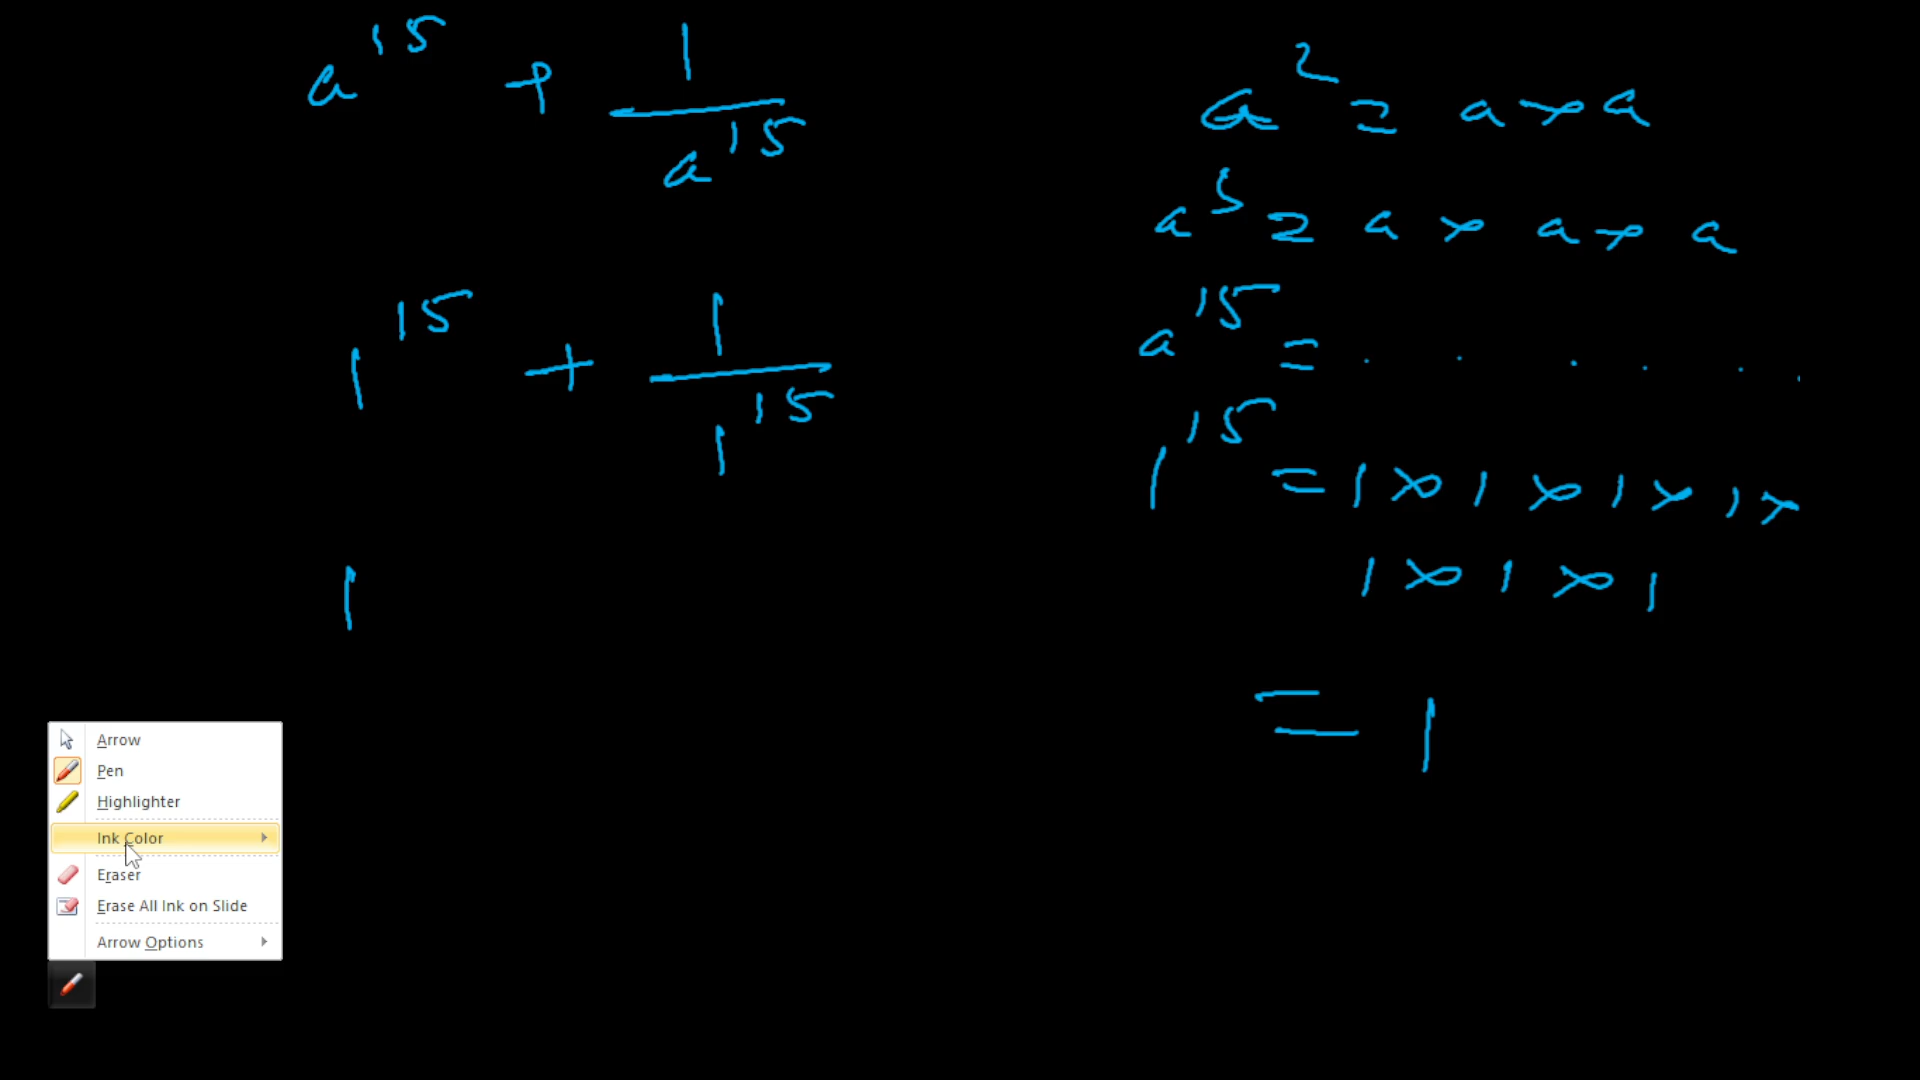 a^15 + 1/a^15
1^15 + 1/1^15
1
a^2 = a × a
a^3 = a × a × a
a^15 = . . . . . .
1^15 = 1 × 1 × 1 × 1 ×
1 × 1 × 1
= 1
Arrow
Pen
Highlighter
Ink Color
Eraser
Erase All Ink on Slide
Arrow Options